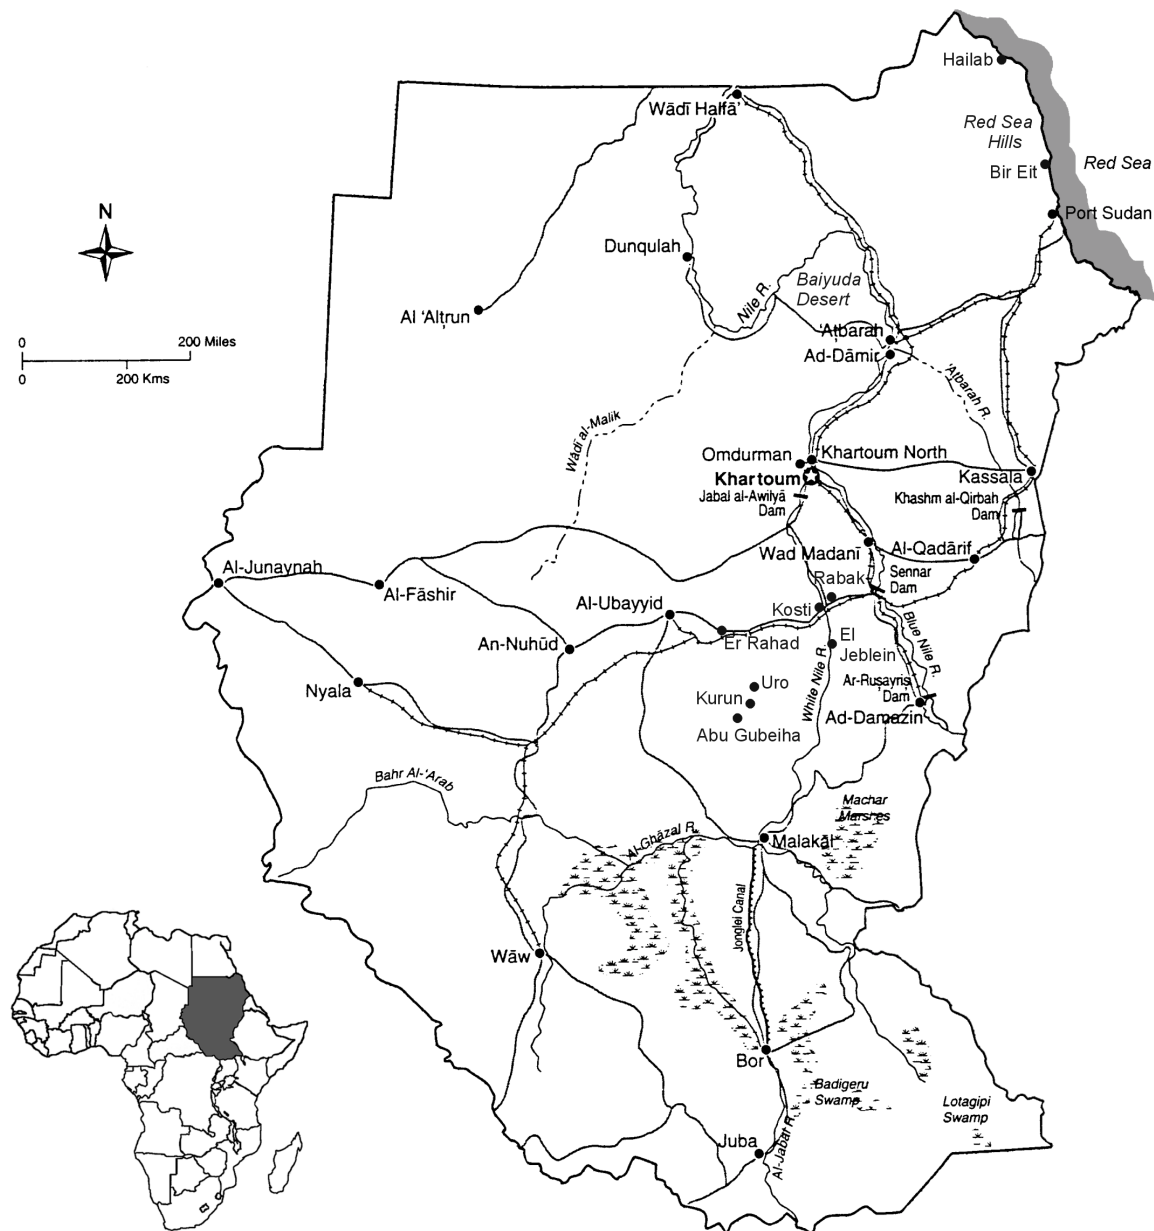 Hailab
Wādī Halfā'
Red Sea
Hills
Bir Eit
Red Sea
N
Port Sudan
Dunqulah
Baiyuda
Desert
Nile R.
Al 'Alṭrun
'Atbarah
0
200 Miles
0
200 Kms
Ad-Dāmir
'Atbarah R.
Wādī al-Malik
Omdurman
Khartoum North
Khartoum
Kassala
Jabal al-Awilyā
Dam
Khashm al-Qirbah
Dam
Wad Madanī
Al-Qadārif
Al-Junaynah
Sennar
Dam
Rabak
Al-Fāshir
Al-Ubayyid
Kosti
Blue Nile R.
An-Nuhūd
Er Rahad
El
Jeblein
White Nile R.
Ar-Rusayris
Dam
Nyala
Uro
Kurun
Ad-Damazin
Abu Gubeiha
Bahr Al-'Arab
Machar
Marshes
Al-Ghāzal R.
Malakāl
Jonglei Canal
Wāw
Bor
Badigeru
Swamp
Lotagipi
Swamp
Juba
Al-Jabal R.